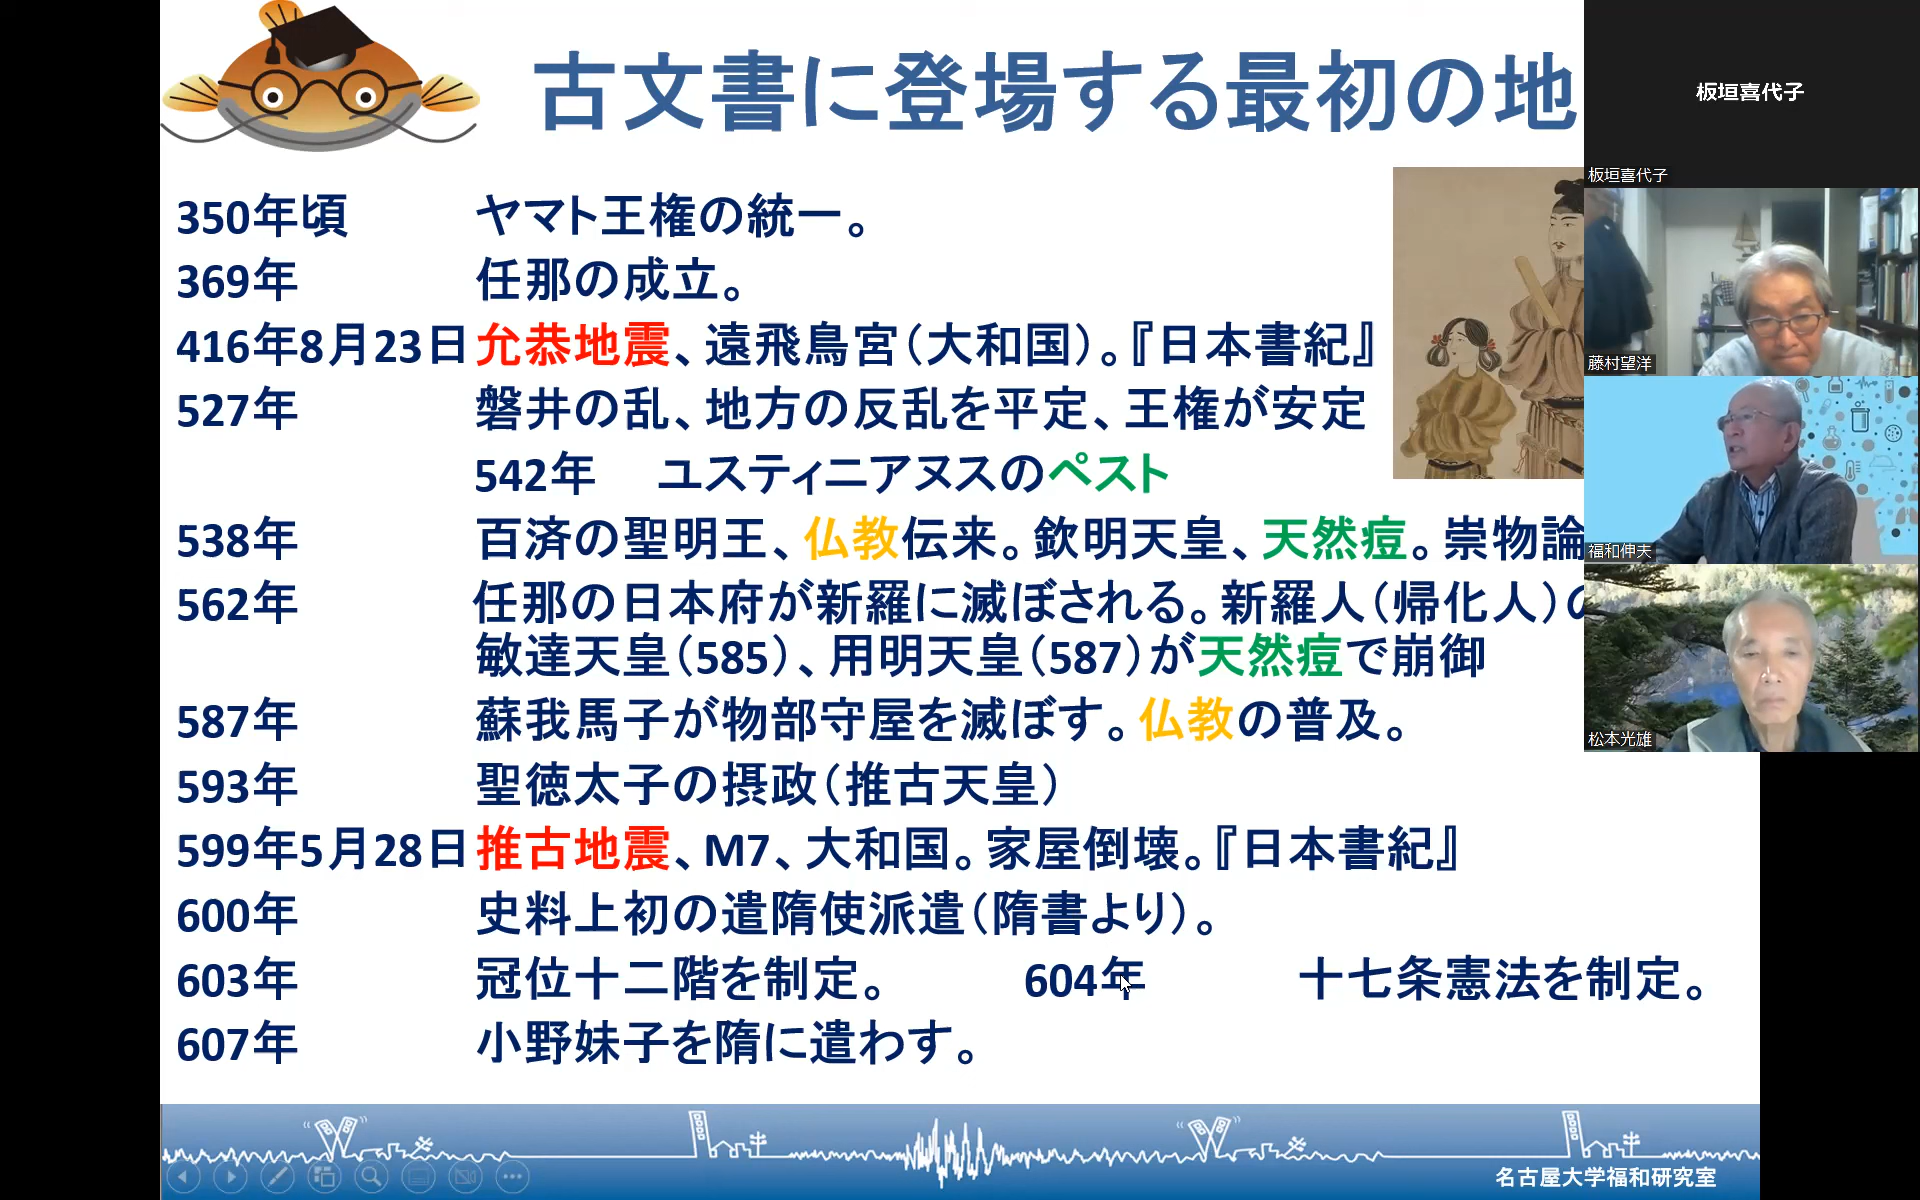 古文書に登場する最初の地
350年頃 ヤマト王権の統一。
369年 任那の成立。
416年8月23日 允恭地震、遠飛鳥宮（大和国）。『日本書紀』
527年 磐井の乱、地方の反乱を平定、王権が安定
542年 ユスティニアヌスのペスト
538年 百済の聖明王、仏教伝来。欽明天皇、天然痘。崇物論
562年 任那の日本府が新羅に滅ぼされる。新羅人（帰化人）の
敏達天皇（585）、用明天皇（587）が天然痘で崩御
587年 蘇我馬子が物部守屋を滅ぼす。仏教の普及。
593年 聖徳太子の摂政（推古天皇）
599年5月28日 推古地震、M7、大和国。家屋倒壊。『日本書紀』
600年 史料上初の遣隋使派遣（隋書より）。
603年 冠位十二階を制定。 604年 十七条憲法を制定。
607年 小野妹子を隋に遣わす。
名古屋大学福和研究室
板垣喜代子
板垣喜代子
藤村望洋
福和伸夫
松本光雄